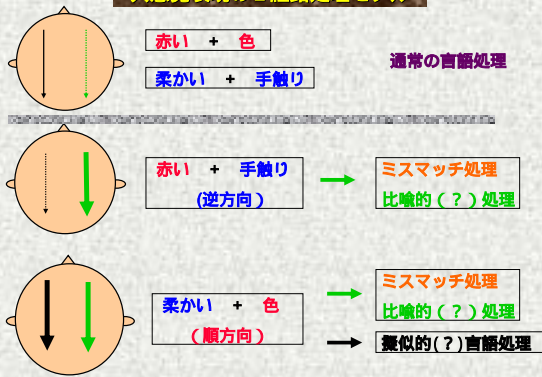 赤い + 色
通常の言語処理
柔かい + 手触り
赤い + 手触り
(逆方向)
ミスマッチ処理
比喩的(?)処理
柔かい + 色
(順方向)
ミスマッチ処理
比喩的(?)処理
擬似的(?)言語処理